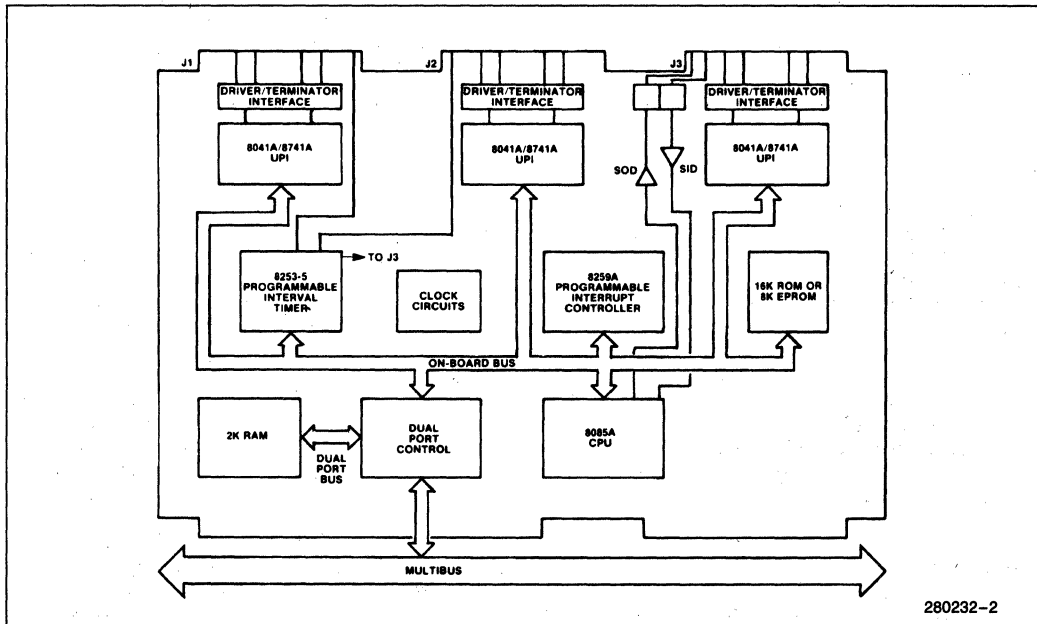 J1
J2
J3
DRIVER/TERMINATOR
INTERFACE
DRIVER/TERMINATOR
INTERFACE
DRIVER/TERMINATOR
INTERFACE
8041A/8741A
UPI
8041A/8741A
UPI
SOD
SID
8041A/8741A
UPI
TO J3
8253-5
PROGRAMMABLE
INTERVAL
TIMER
CLOCK
CIRCUITS
8259A
PROGRAMMABLE
INTERRUPT
CONTROLLER
16K ROM OR
8K EPROM
ON-BOARD BUS
2K RAM
DUAL
PORT
BUS
DUAL
PORT
CONTROL
8085A
CPU
MULTIBUS
280232-2